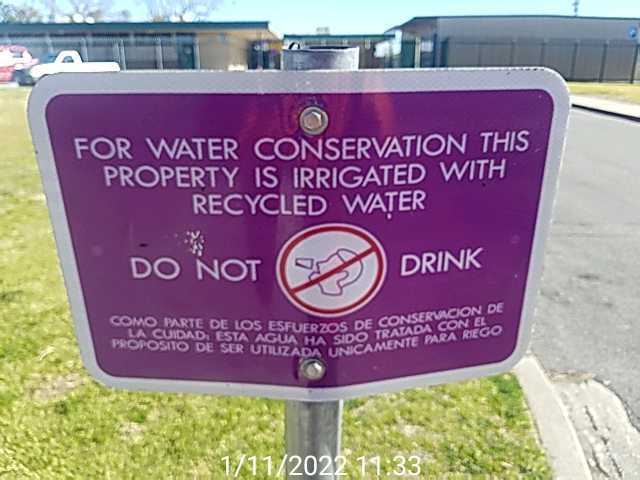 FOR WATER CONSERVATION THIS
PROPERTY IS IRRIGATED WITH
RECYCLED WATER
DO NOT DRINK
COMO PARTE DE LOS ESFUERZOS DE CONSERVACION DE
LA CUIDAD; ESTA AGUA HA SIDO TRATADA CON EL
PROPOSITO DE SER UTILIZADA UNICAMENTE PARA RIEGO
1/11/2022 11:33